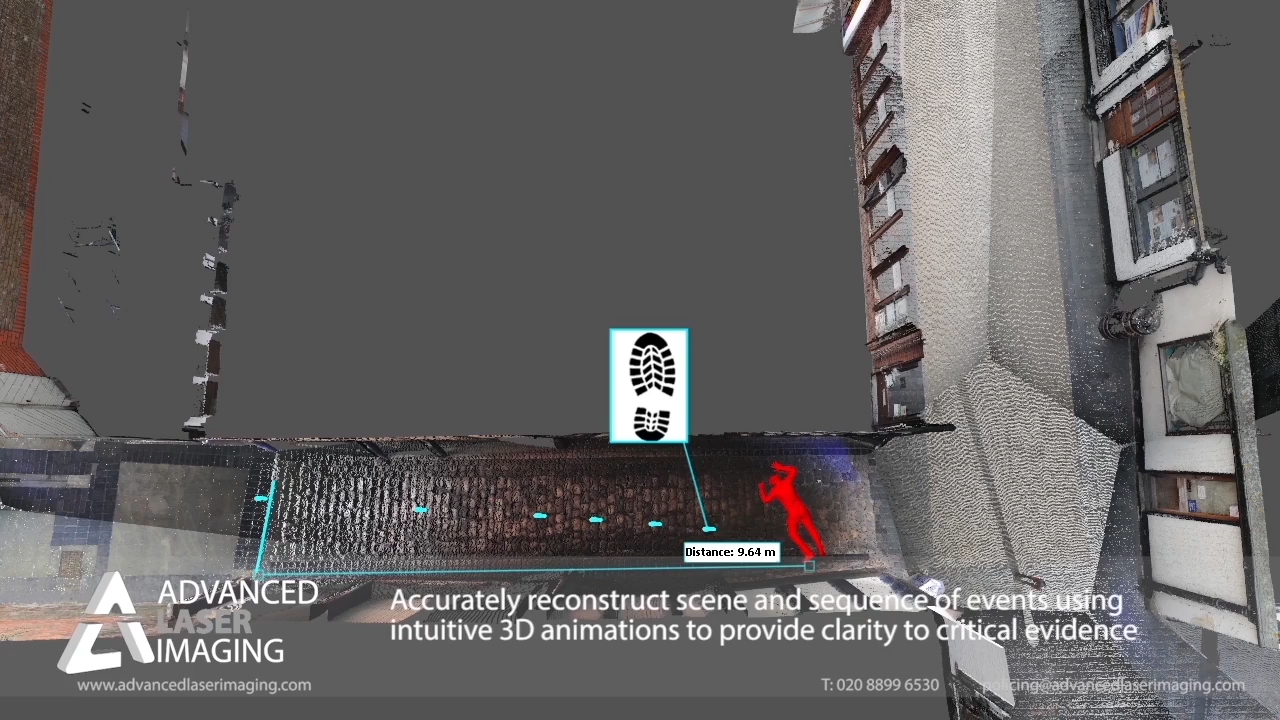 Distance: 9.64 m
ADVANCED
LASER
IMAGING
www.advancedlaserimaging.com
Accurately reconstruct scene and sequence of events using
intuitive 3D animations to provide clarity to critical evidence
T: 020 8899 6530
policing@advancedlaserimaging.com